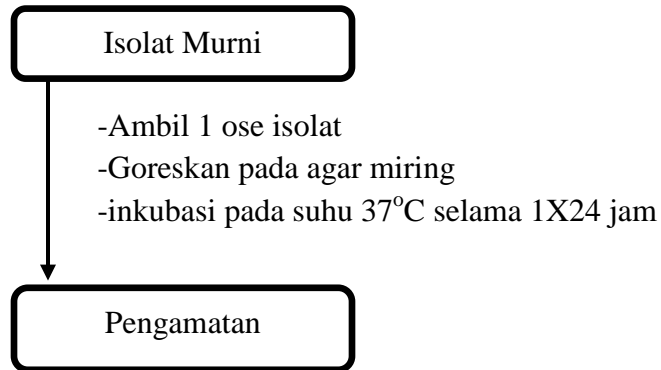 Isolat Murni
-Ambil 1 ose isolat
-Goreskan pada agar miring
-inkubasi pada suhu 37°C selama 1X24 jam
Pengamatan